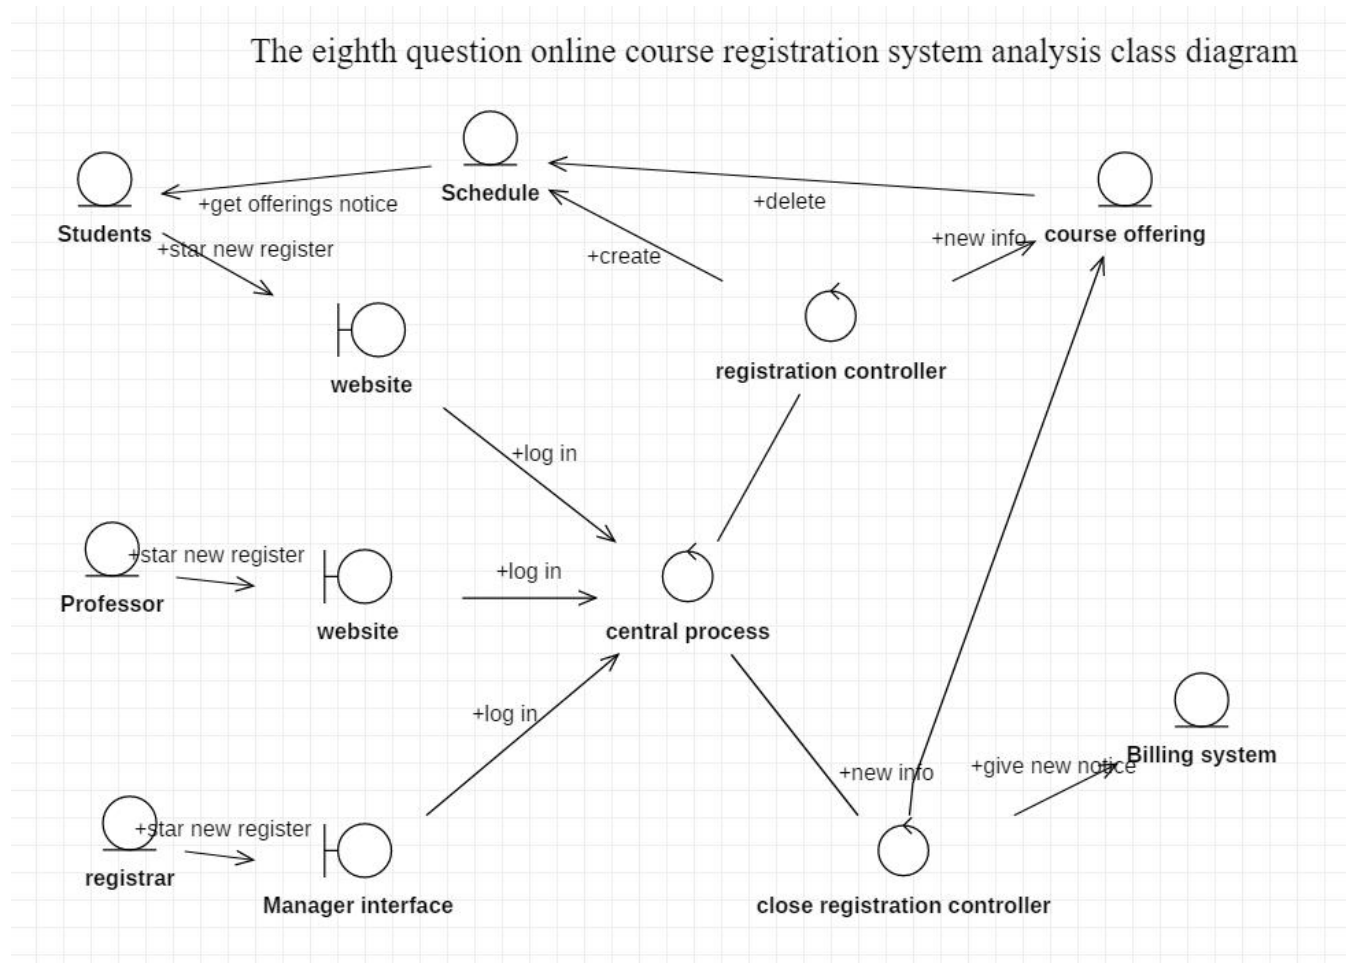 The eighth question online course registration system analysis class diagram
Schedule
+get offerings notice
+delete
Students
+star new register
+create
+new info
course offering
website
registration controller
+log in
+star new register
Professor
website
+log in
central process
+log in
+new info
+give new notice
Billing system
+star new register
registrar
Manager interface
close registration controller